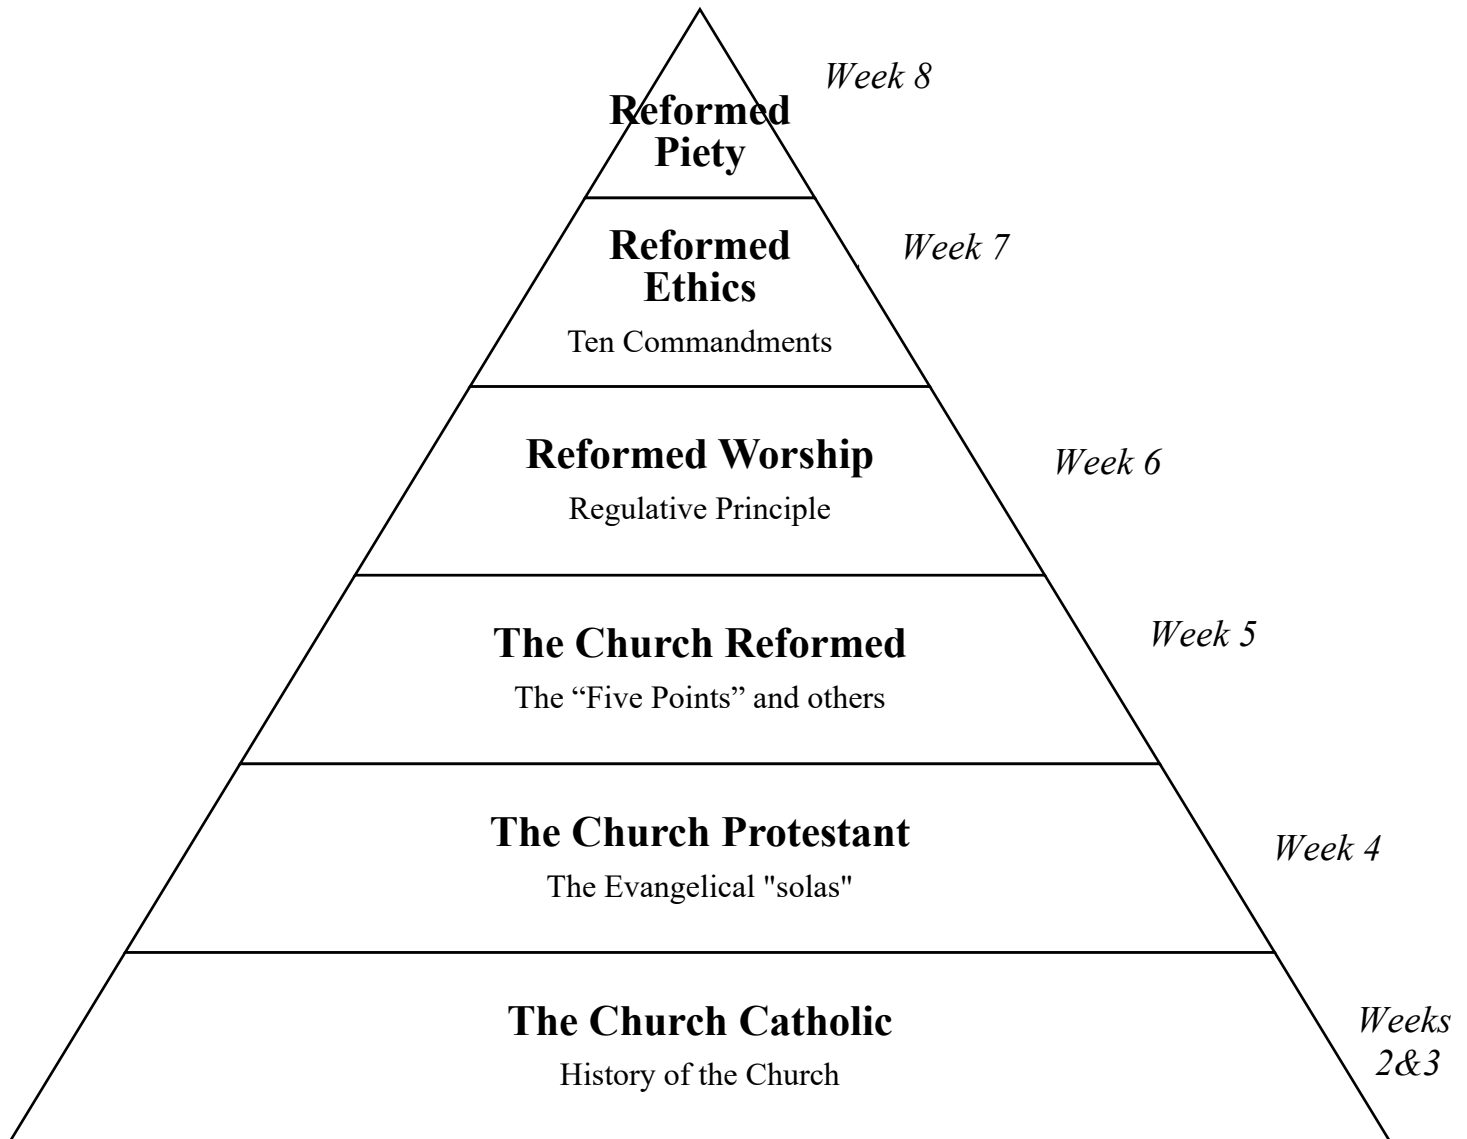 Week 8
Reformed
Piety
Week 7
Reformed
Ethics
Ten Commandments
Reformed Worship
Week 6
Regulative Principle
The Church Reformed
Week 5
The “Five Points” and others
The Church Protestant
Week 4
The Evangelical "solas"
The Church Catholic
Weeks
2&3
History of the Church